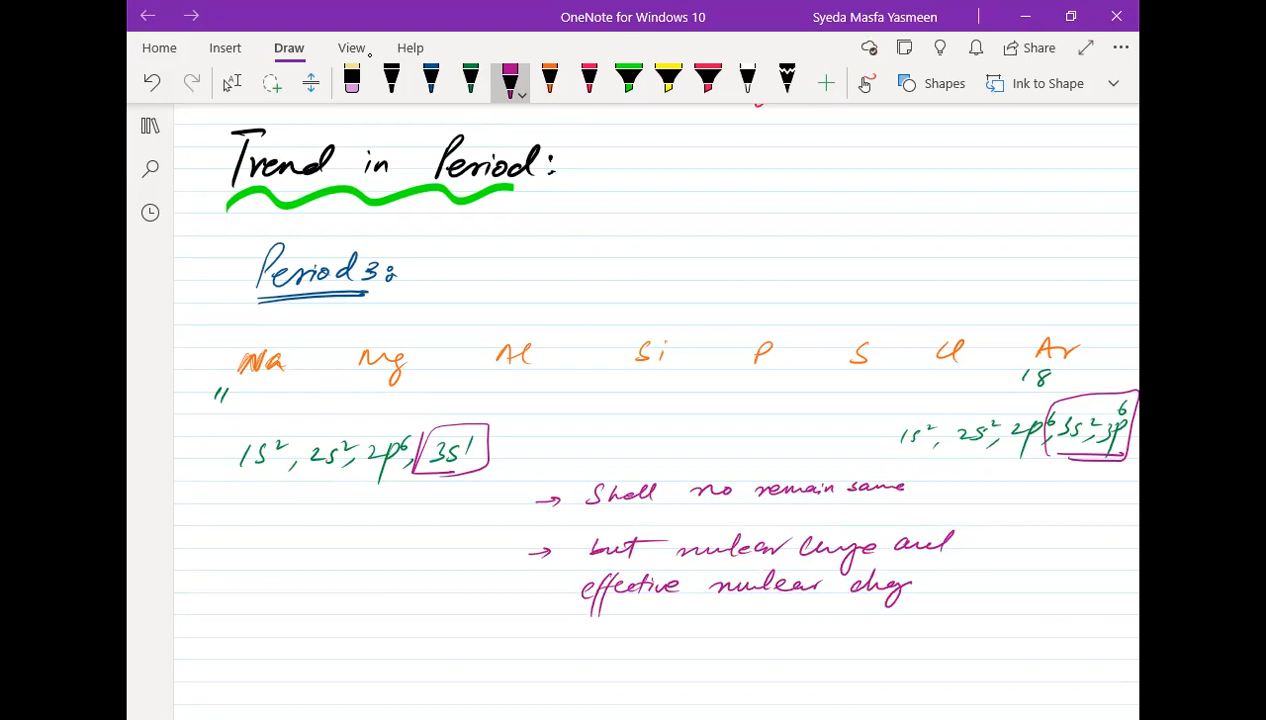 OneNote for Windows 10
Syeda Masfa Yasmeen
Home Insert Draw View Help
Share
Shapes
Ink to Shape
Trend in Period:
Period 3:
Na Mg Al Si P S Cl Ar
11
18
1s², 2s², 2p⁶, 3s¹
1s², 2s², 2p⁶, 3s², 3p⁶
→ Shell no remain same
→ but nuclear and
effective nuclear